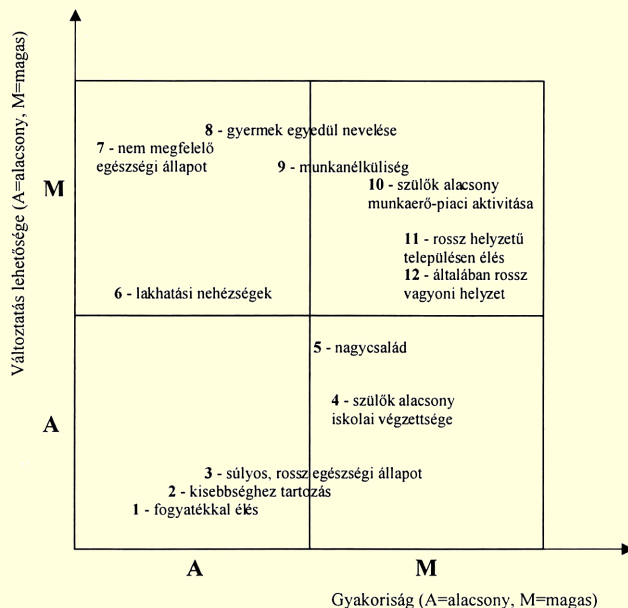 Változtatás lehetősége (A=alacsony, M=magas)
8 - gyermek egyedül nevelése
7 - nem megfelelő
egészségi állapot
9 - munkanélküliség
M
10 - szülők alacsony
munkaerő-piaci aktivitása
11 - rossz helyzetű
településen élés
12 - általában rossz
vagyoni helyzet
6 - lakhatási nehézségek
5 - nagycsalád
4 - szülők alacsony
iskolai végzettsége
A
3 - súlyos, rossz egészségi állapot
2 - kisebbséghez tartozás
1 - fogyatékkal élés
A
M
Gyakoriság (A=alacsony, M=magas)